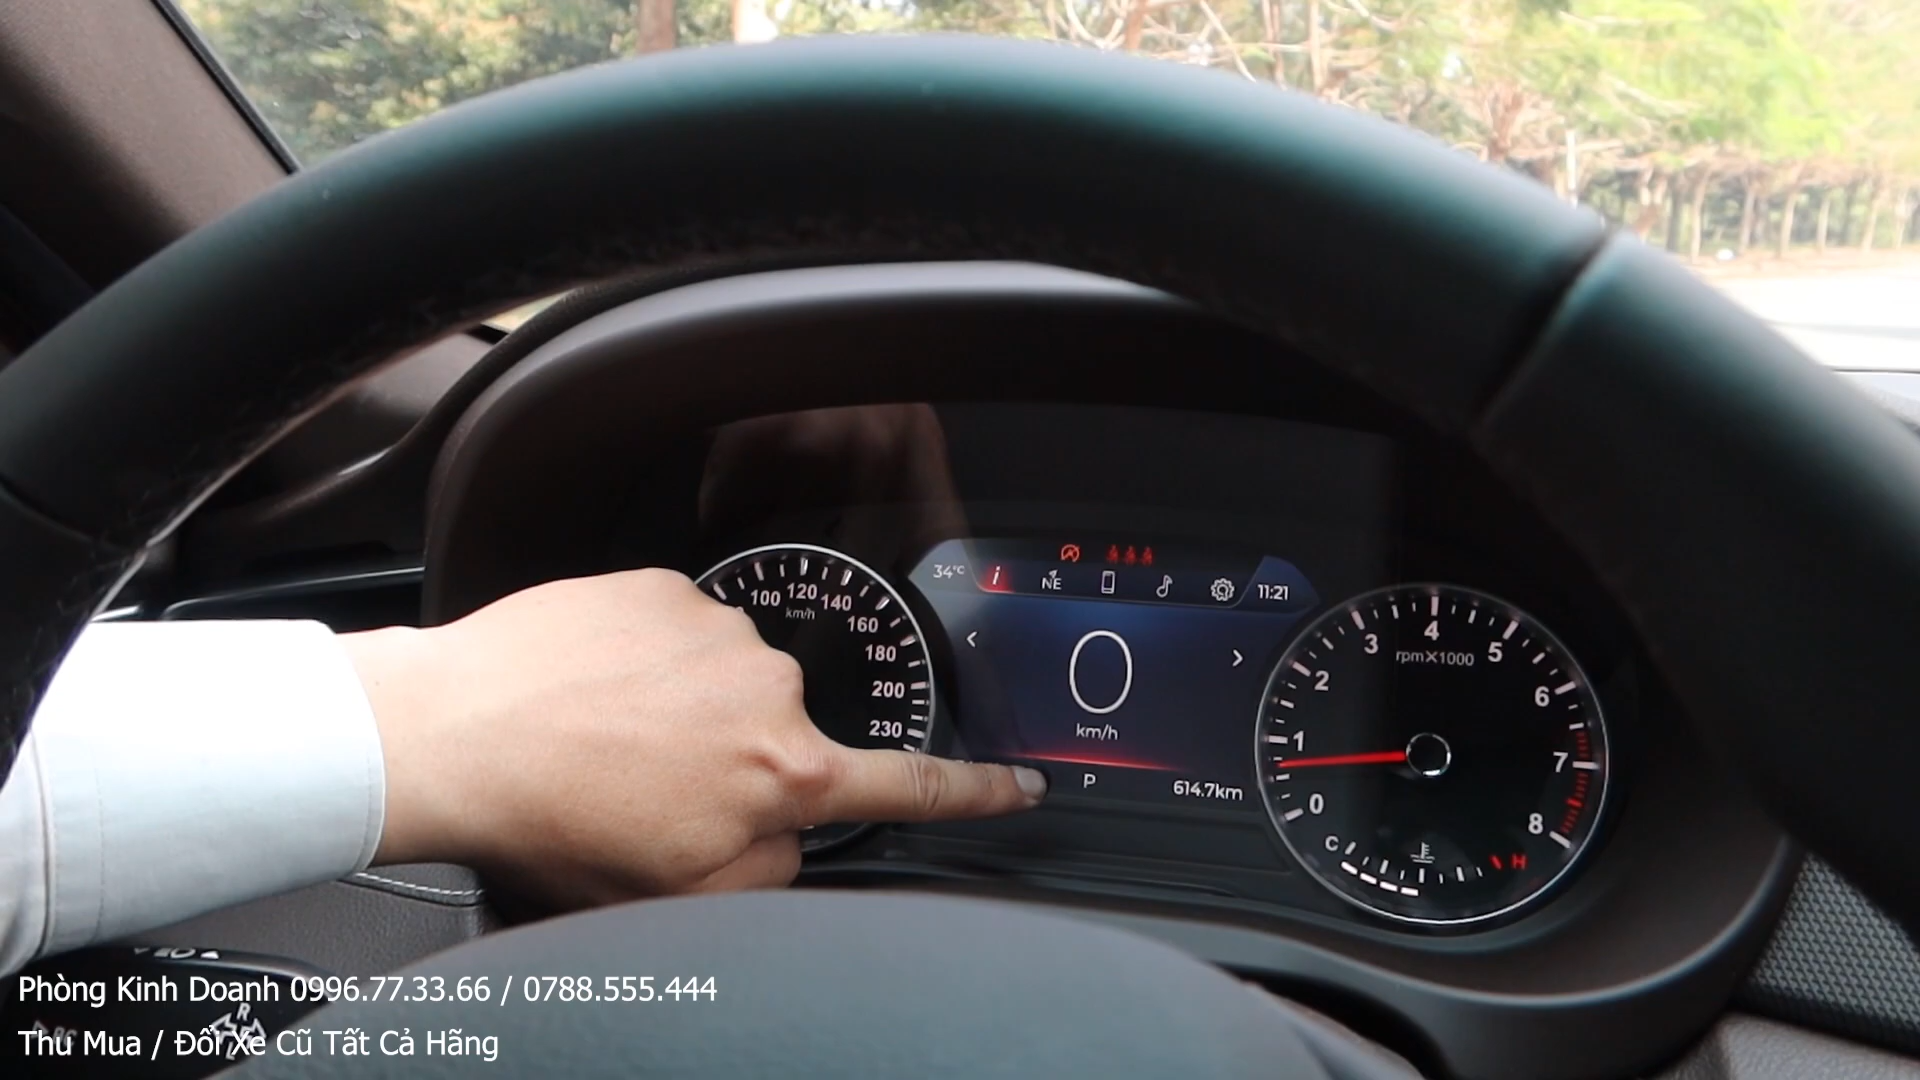 34°C
i
NE
11:21
100
120
140
160
180
200
230
km/h
0
km/h
P
614.7km
0
1
2
3
4
5
6
7
8
rpmX1000
C
H
R
L
Phòng Kinh Doanh 0996.77.33.66 / 0788.555.444
Thu Mua / Đổi Xe Cũ Tất Cả Hãng